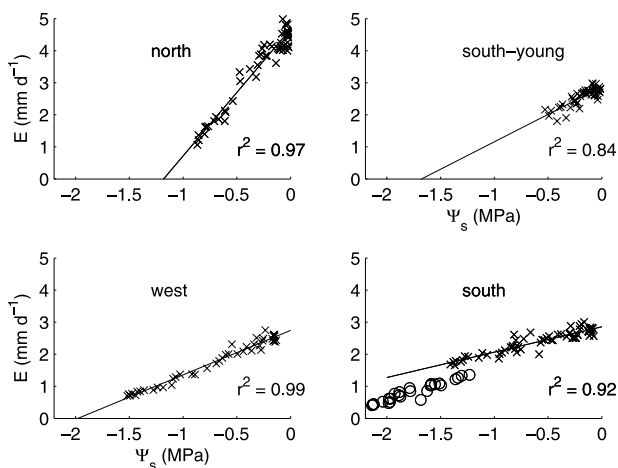 5
4
3
2
1
0
E (mm d⁻¹)
north
r² = 0.97
−2 −1.5 −1 −0.5 0
5
4
3
2
1
0
south−young
r² = 0.84
−2 −1.5 −1 −0.5 0
Ψs (MPa)
5
4
3
2
1
0
E (mm d⁻¹)
west
r² = 0.99
−2 −1.5 −1 −0.5 0
Ψs (MPa)
5
4
3
2
1
0
south
r² = 0.92
−2 −1.5 −1 −0.5 0